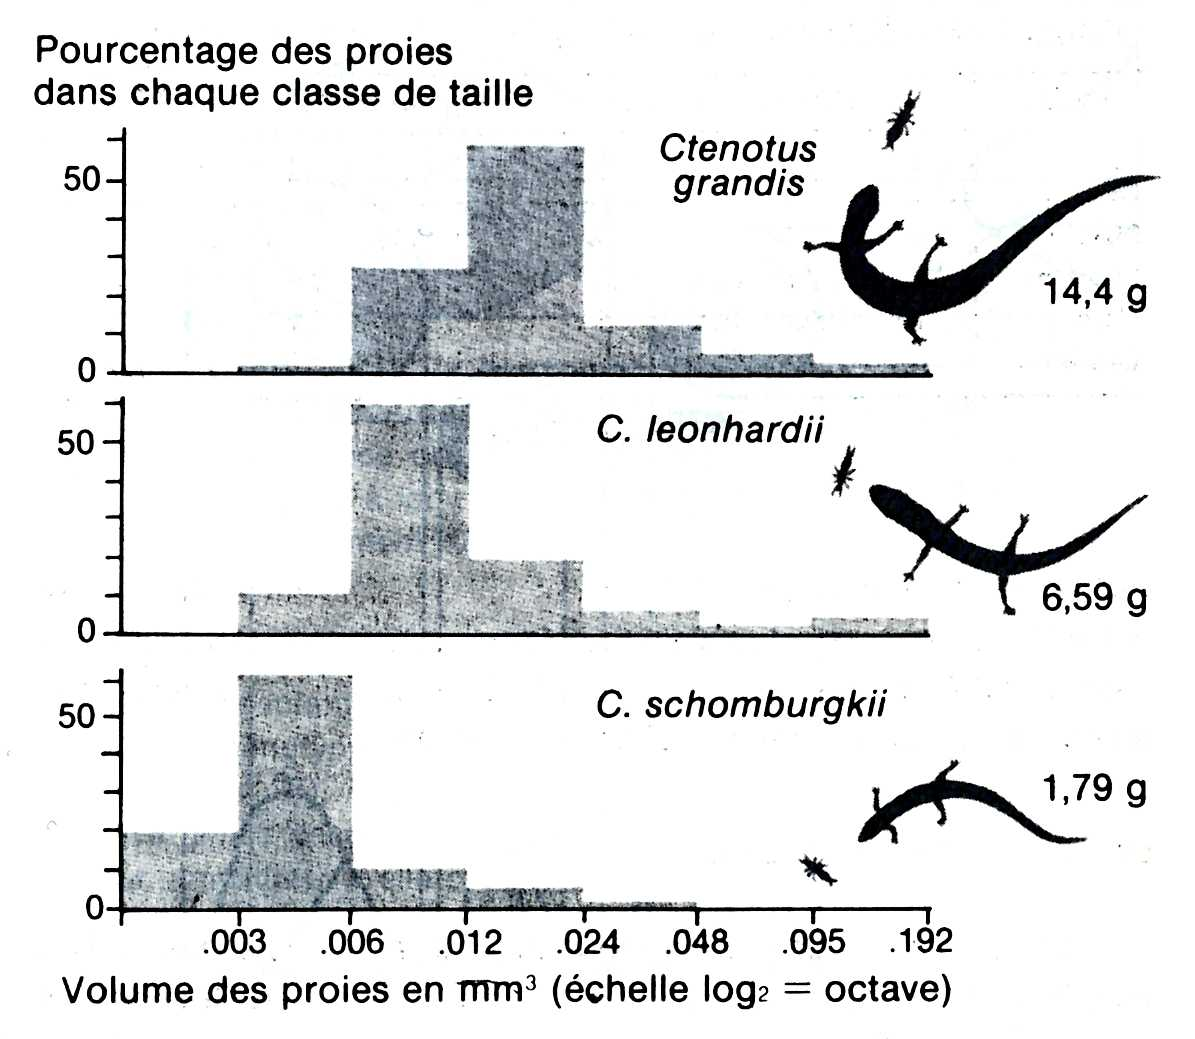 Pourcentage des proies
dans chaque classe de taille
Ctenotus
grandis
50
14,4 g
0
C. leonhardii
50
6,59 g
0
C. schomburgkii
50
1,79 g
0
.003 .006 .012 .024 .048 .095 .192
Volume des proies en mm³ (échelle log₂ = octave)